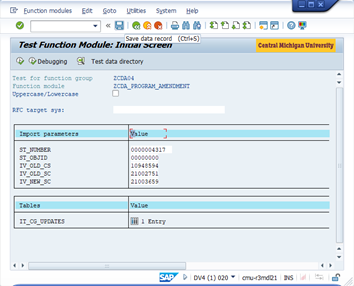 Function modules Edit Goto Utilities System Help
Save data record (Ctrl+S)
Test Function Module: Initial Screen
Central Michigan University
Debugging Test data directory
Test for function group ZCDA04
Function module ZCDA_PROGRAM_AMENDMENT
Uppercase/Lowercase
RFC target sys:
Import parameters Value
ST_NUMBER 0000004317
ST_OBJID 00000000
IV_OLD_CS 10945594
IV_OLD_SC 21002751
IV_NEW_SC 21003659
Tables Value
IT_CG_UPDATES 1 Entry
SAP DV4 (1) 020 cmu-r3mdl21 INS